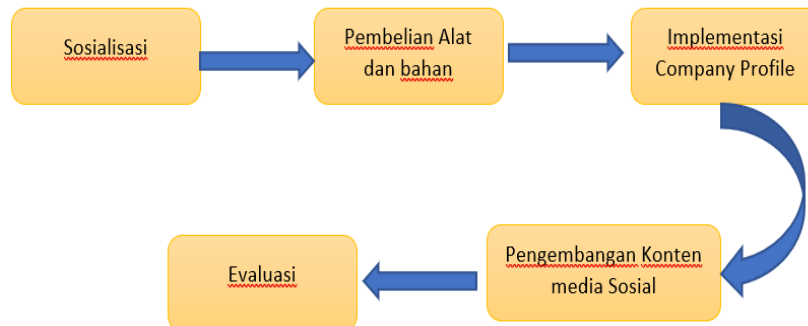 Sosialisasi
Pembelian Alat
dan bahan
Implementasi
Company Profile
Pengembangan Konten
media Sosial
Evaluasi